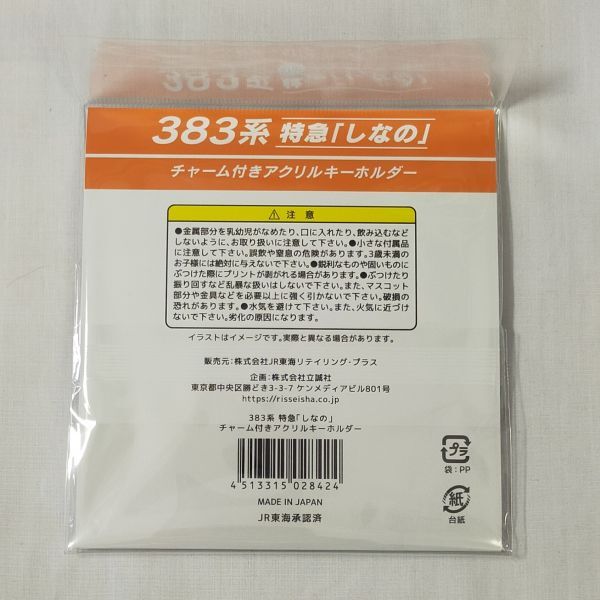 383系 特急「しなの」
チャーム付きアクリルキーホルダー
⚠ 注意
●金属部分を乳幼児がなめたり、口に入れたり、飲み込むなど
しないように、お取り扱いに注意して下さい。●小さな付属品
に注意して下さい。誤飲や窒息の危険があります。3歳未満の
お子様には絶対に与えないで下さい。●鋭利なものや固いものに
ぶつけた際にプリントが剥がれる場合があります。●ぶつけたり
振り回すなど乱暴な扱いはしないで下さい。また、マスコット
部分や金具などを必要以上に強く引かないで下さい。破損の
恐れがあります。●水気を避けて下さい。また、火気に近づけ
ないで下さい。劣化の原因になります。
イラストはイメージです。実際と異なる場合があります。
販売元:株式会社JR東海リテイリング・プラス
企画:株式会社立誠社
東京都中央区勝どき3-3-7 ケンメディアビル801号
https://risseisha.co.jp
383系 特急「しなの」
チャーム付きアクリルキーホルダー
4513315028424
MADE IN JAPAN
JR東海承認済
プラ
袋:PP
紙
台紙